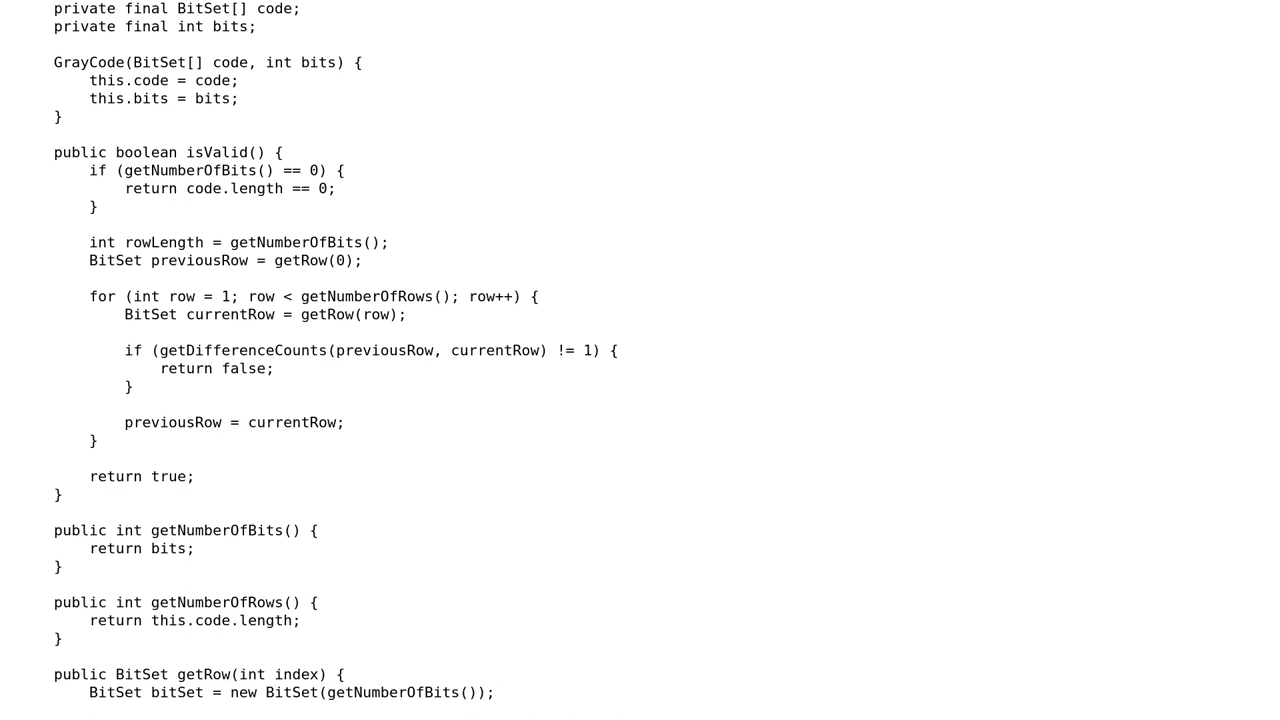 private final BitSet[] code;
private final int bits;

GrayCode(BitSet[] code, int bits) {
    this.code = code;
    this.bits = bits;
}

public boolean isValid() {
    if (getNumberOfBits() == 0) {
        return code.length == 0;
    }

    int rowLength = getNumberOfBits();
    BitSet previousRow = getRow(0);

    for (int row = 1; row < getNumberOfRows(); row++) {
        BitSet currentRow = getRow(row);

        if (getDifferenceCounts(previousRow, currentRow) != 1) {
            return false;
        }

        previousRow = currentRow;
    }

    return true;
}

public int getNumberOfBits() {
    return bits;
}

public int getNumberOfRows() {
    return this.code.length;
}

public BitSet getRow(int index) {
    BitSet bitSet = new BitSet(getNumberOfBits());